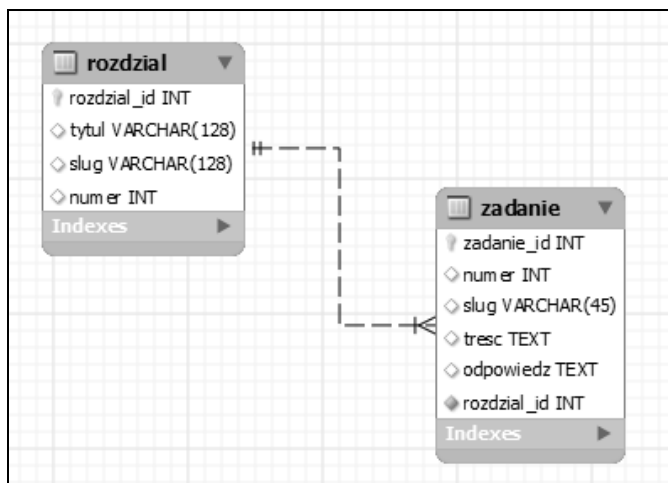 rozdzial
rozdzial_id INT
tytul VARCHAR(128)
slug VARCHAR(128)
numer INT
Indexes
zadanie
zadanie_id INT
numer INT
slug VARCHAR(45)
tresc TEXT
odpowiedz TEXT
rozdzial_id INT
Indexes